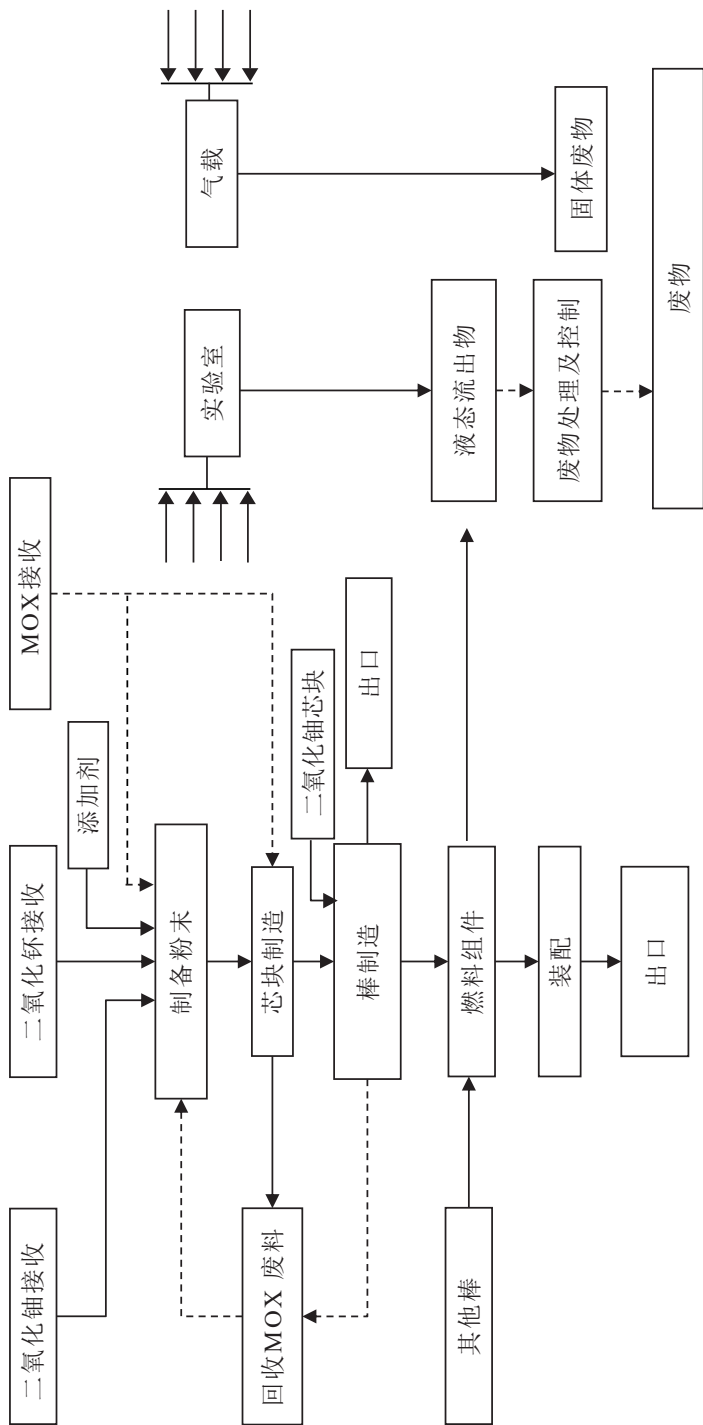 二氧化铀接收
二氧化钚接收
添加剂
MOX接收
制备粉末
实验室
气载
回收MOX 废料
芯块制造
二氧化铀芯块
棒制造
出口
其他棒
燃料组件
液态流出物
装配
废物处理及控制
固体废物
出口
废物